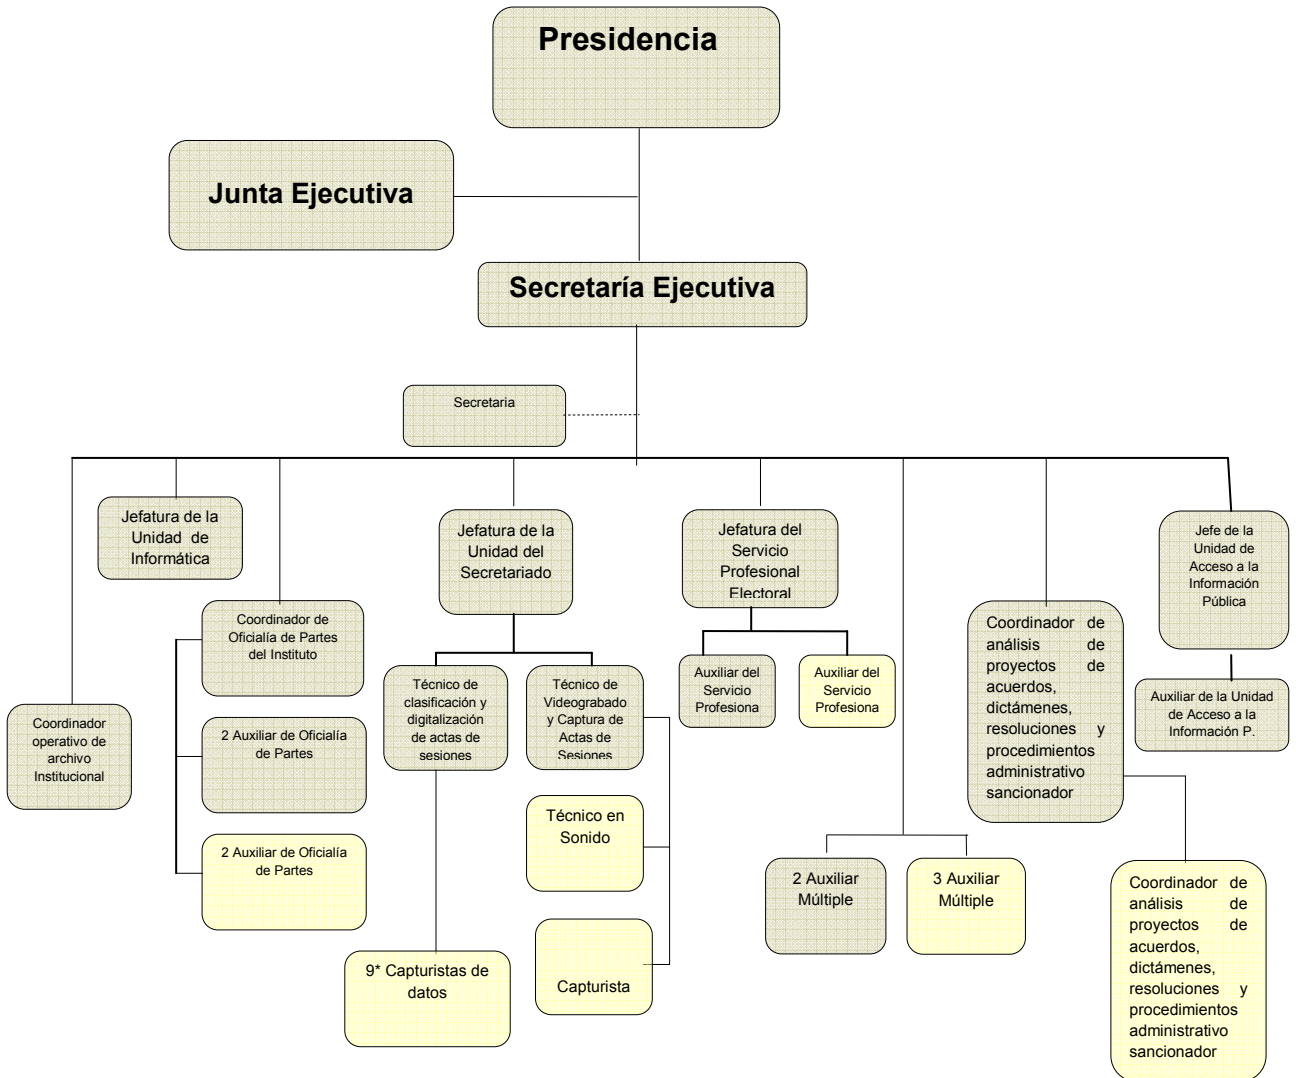 Presidencia
Junta Ejecutiva
Secretaría Ejecutiva
Secretaria
Jefatura de la
Unidad de
Informática
Jefatura de la
Unidad del
Secretariado
Jefatura del
Servicio
Profesional
Electoral
Jefe de la
Unidad de
Acceso a la
Información
Pública
Coordinador de
Oficialía de Partes
del Instituto
Coordinador de
análisis de
proyectos de
acuerdos,
dictámenes,
resoluciones y
procedimientos
administrativo
sancionador
Técnico de
clasificación y
digitalización
de actas de
sesiones
Técnico de
Videograbado
y Captura de
Actas de
Sesiones
Auxiliar del
Servicio
Profesiona
Auxiliar del
Servicio
Profesiona
Auxiliar de la Unidad
de Acceso a la
Información P.
Coordinador
operativo de
archivo
Institucional
2 Auxiliar de Oficialía
de Partes
Técnico en
Sonido
2 Auxiliar de Oficialía
de Partes
2 Auxiliar
Múltiple
3 Auxiliar
Múltiple
Coordinador de
análisis de
proyectos de
acuerdos,
dictámenes,
resoluciones y
procedimientos
administrativo
sancionador
9* Capturistas de
datos
Capturista